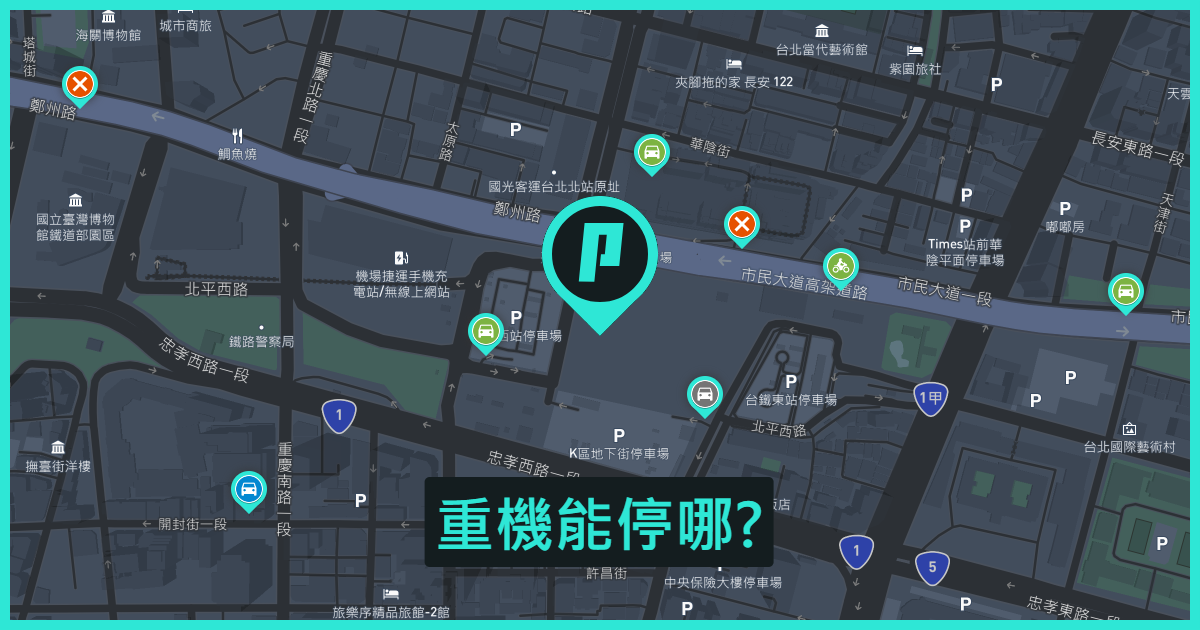 海關博物館
城市商旅
塔城街
重慶北路一段
台北當代藝術館
紫園旅社
夾腳拖的家 長安 122
P
天雲
鄭州路
鯛魚燒
太原路
P
華陰街
長安東路一段
國光客運台北北站原址
鄭州路
國立臺灣博物
館鐵道部園區
P
P
嘟嘟房
天津街
P
Times站前華
陰平面停車場
場
機場捷運手機充
電站/無線上網站
北平西路
市民大道高架道路
市民大道一段
市
P
西站停車場
鐵路警察局
忠孝西路一段
P
台鐵東站停車場
P
P
1甲
1
北平西路
P
K區地下街停車場
台北國際藝術村
撫臺街洋樓
忠孝西路一段
重慶南路一段
P
重機能停哪?
飯店
開封街一段
P
1
5
許昌街
中央保險大樓停車場
旅樂序精品旅館-2館
P
P
忠孝東路一段